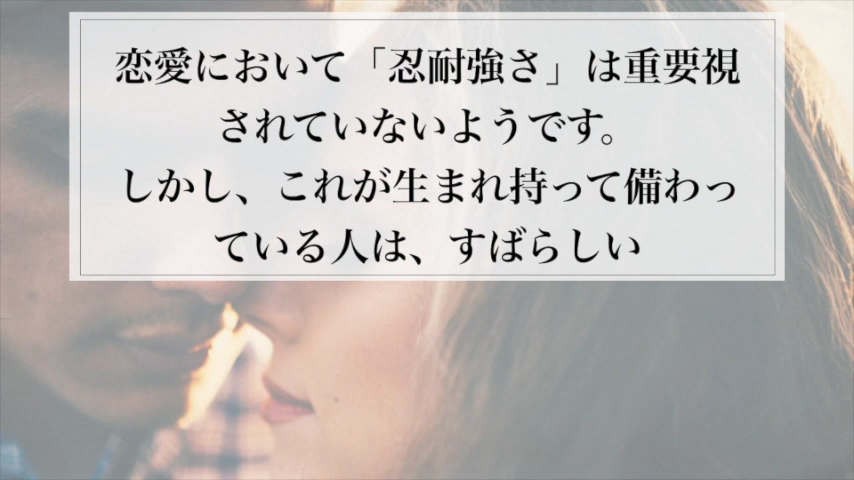 恋愛において「忍耐強さ」は重要視
されていないようです。
しかし、これが生まれ持って備わっ
ている人は、すばらしい